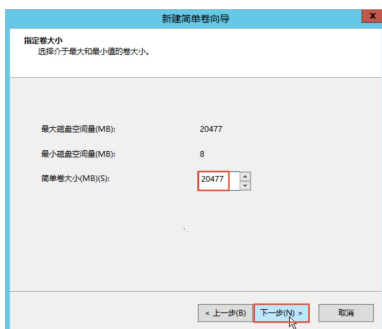 新建简单卷向导
x
指定卷大小
选择介于最大和最小值的卷大小。
最大磁盘空间量(MB): 20477
最小磁盘空间量(MB): 8
简单卷大小(MB)(S): 20477
< 上一步(B) 下一步(N) > 取消